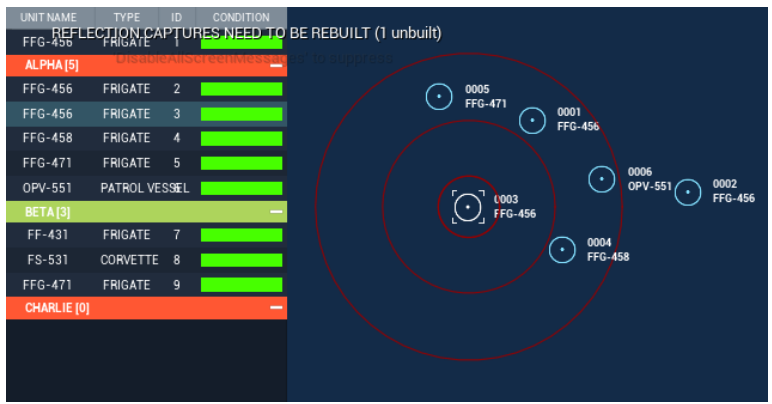 UNIT NAME TYPE ID CONDITION
REFLECTION CAPTURES NEED TO BE REBUILT (1 unbuilt)
FFG-456 FRIGATE 1
'DisableAllScreenMessages' to suppress
ALPHA [5]
FFG-456 FRIGATE 2
FFG-456 FRIGATE 3
FFG-458 FRIGATE 4
FFG-471 FRIGATE 5
OPV-551 PATROL VESSEL 6
BETA [3]
FF-431 FRIGATE 7
FS-531 CORVETTE 8
FFG-471 FRIGATE 9
CHARLIE [0]
0005
FFG-471
0001
FFG-456
0006
OPV-551
0002
FFG-456
0003
FFG-456
0004
FFG-458